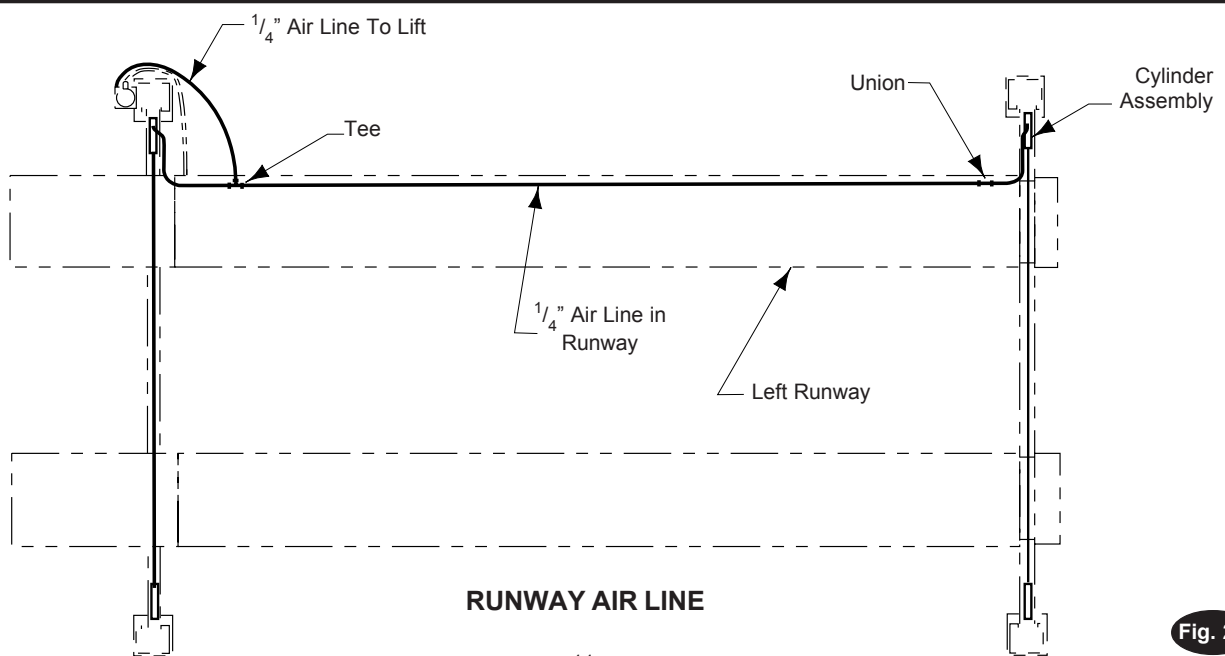 1/4” Air Line To Lift
Union
Cylinder
Assembly
Tee
1/4” Air Line in
Runway
Left Runway
RUNWAY AIR LINE
Fig.